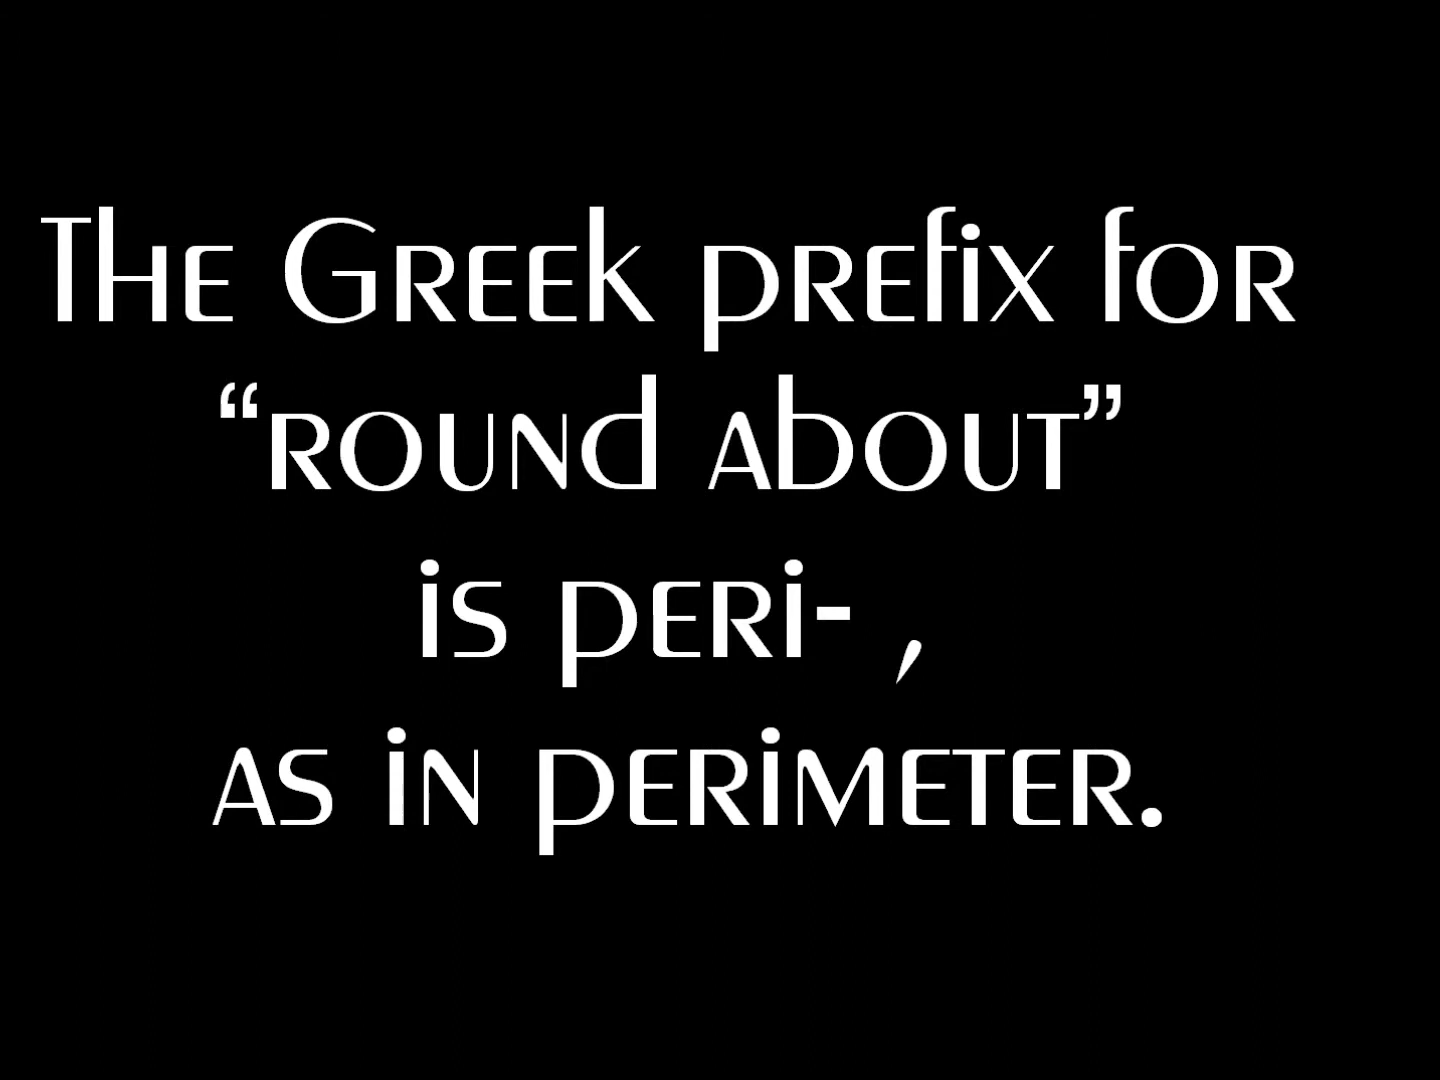 The Greek prefix for
“round about”
is peri- ,
as in perimeter.